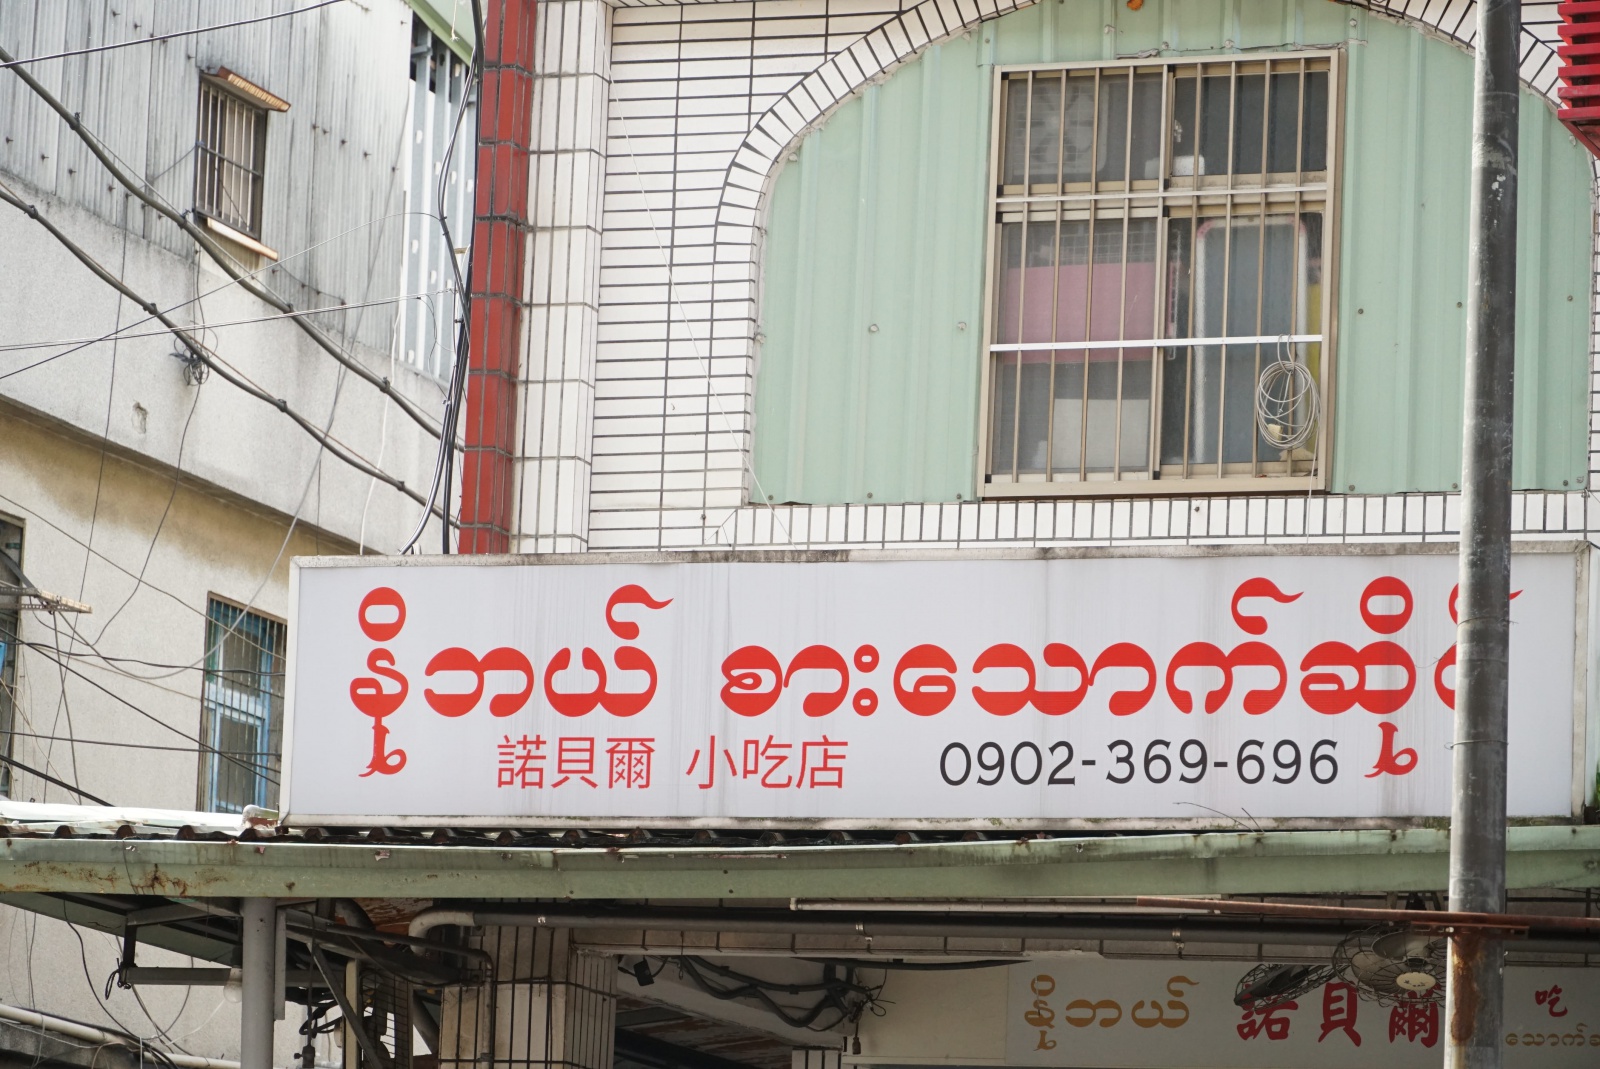 နိုဘယ် စားသောက်ဆိုင်
諾貝爾 小吃店 0902-369-696
နိုဘယ် 諾貝爾 吃